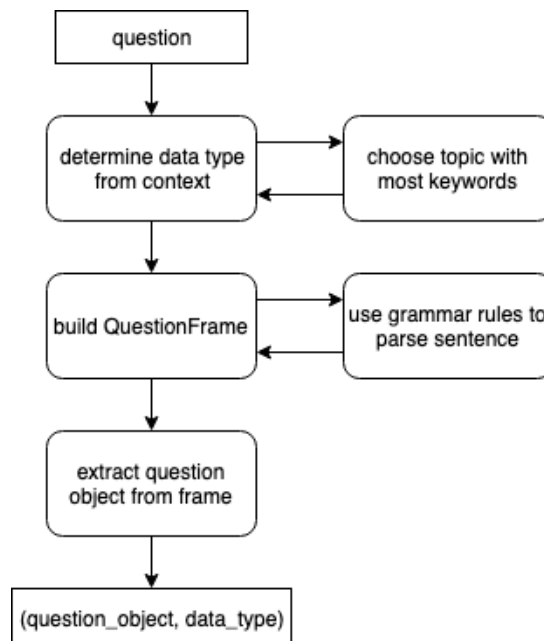 question
determine data type
from context
choose topic with
most keywords
build QuestionFrame
use grammar rules to
parse sentence
extract question
object from frame
(question_object, data_type)